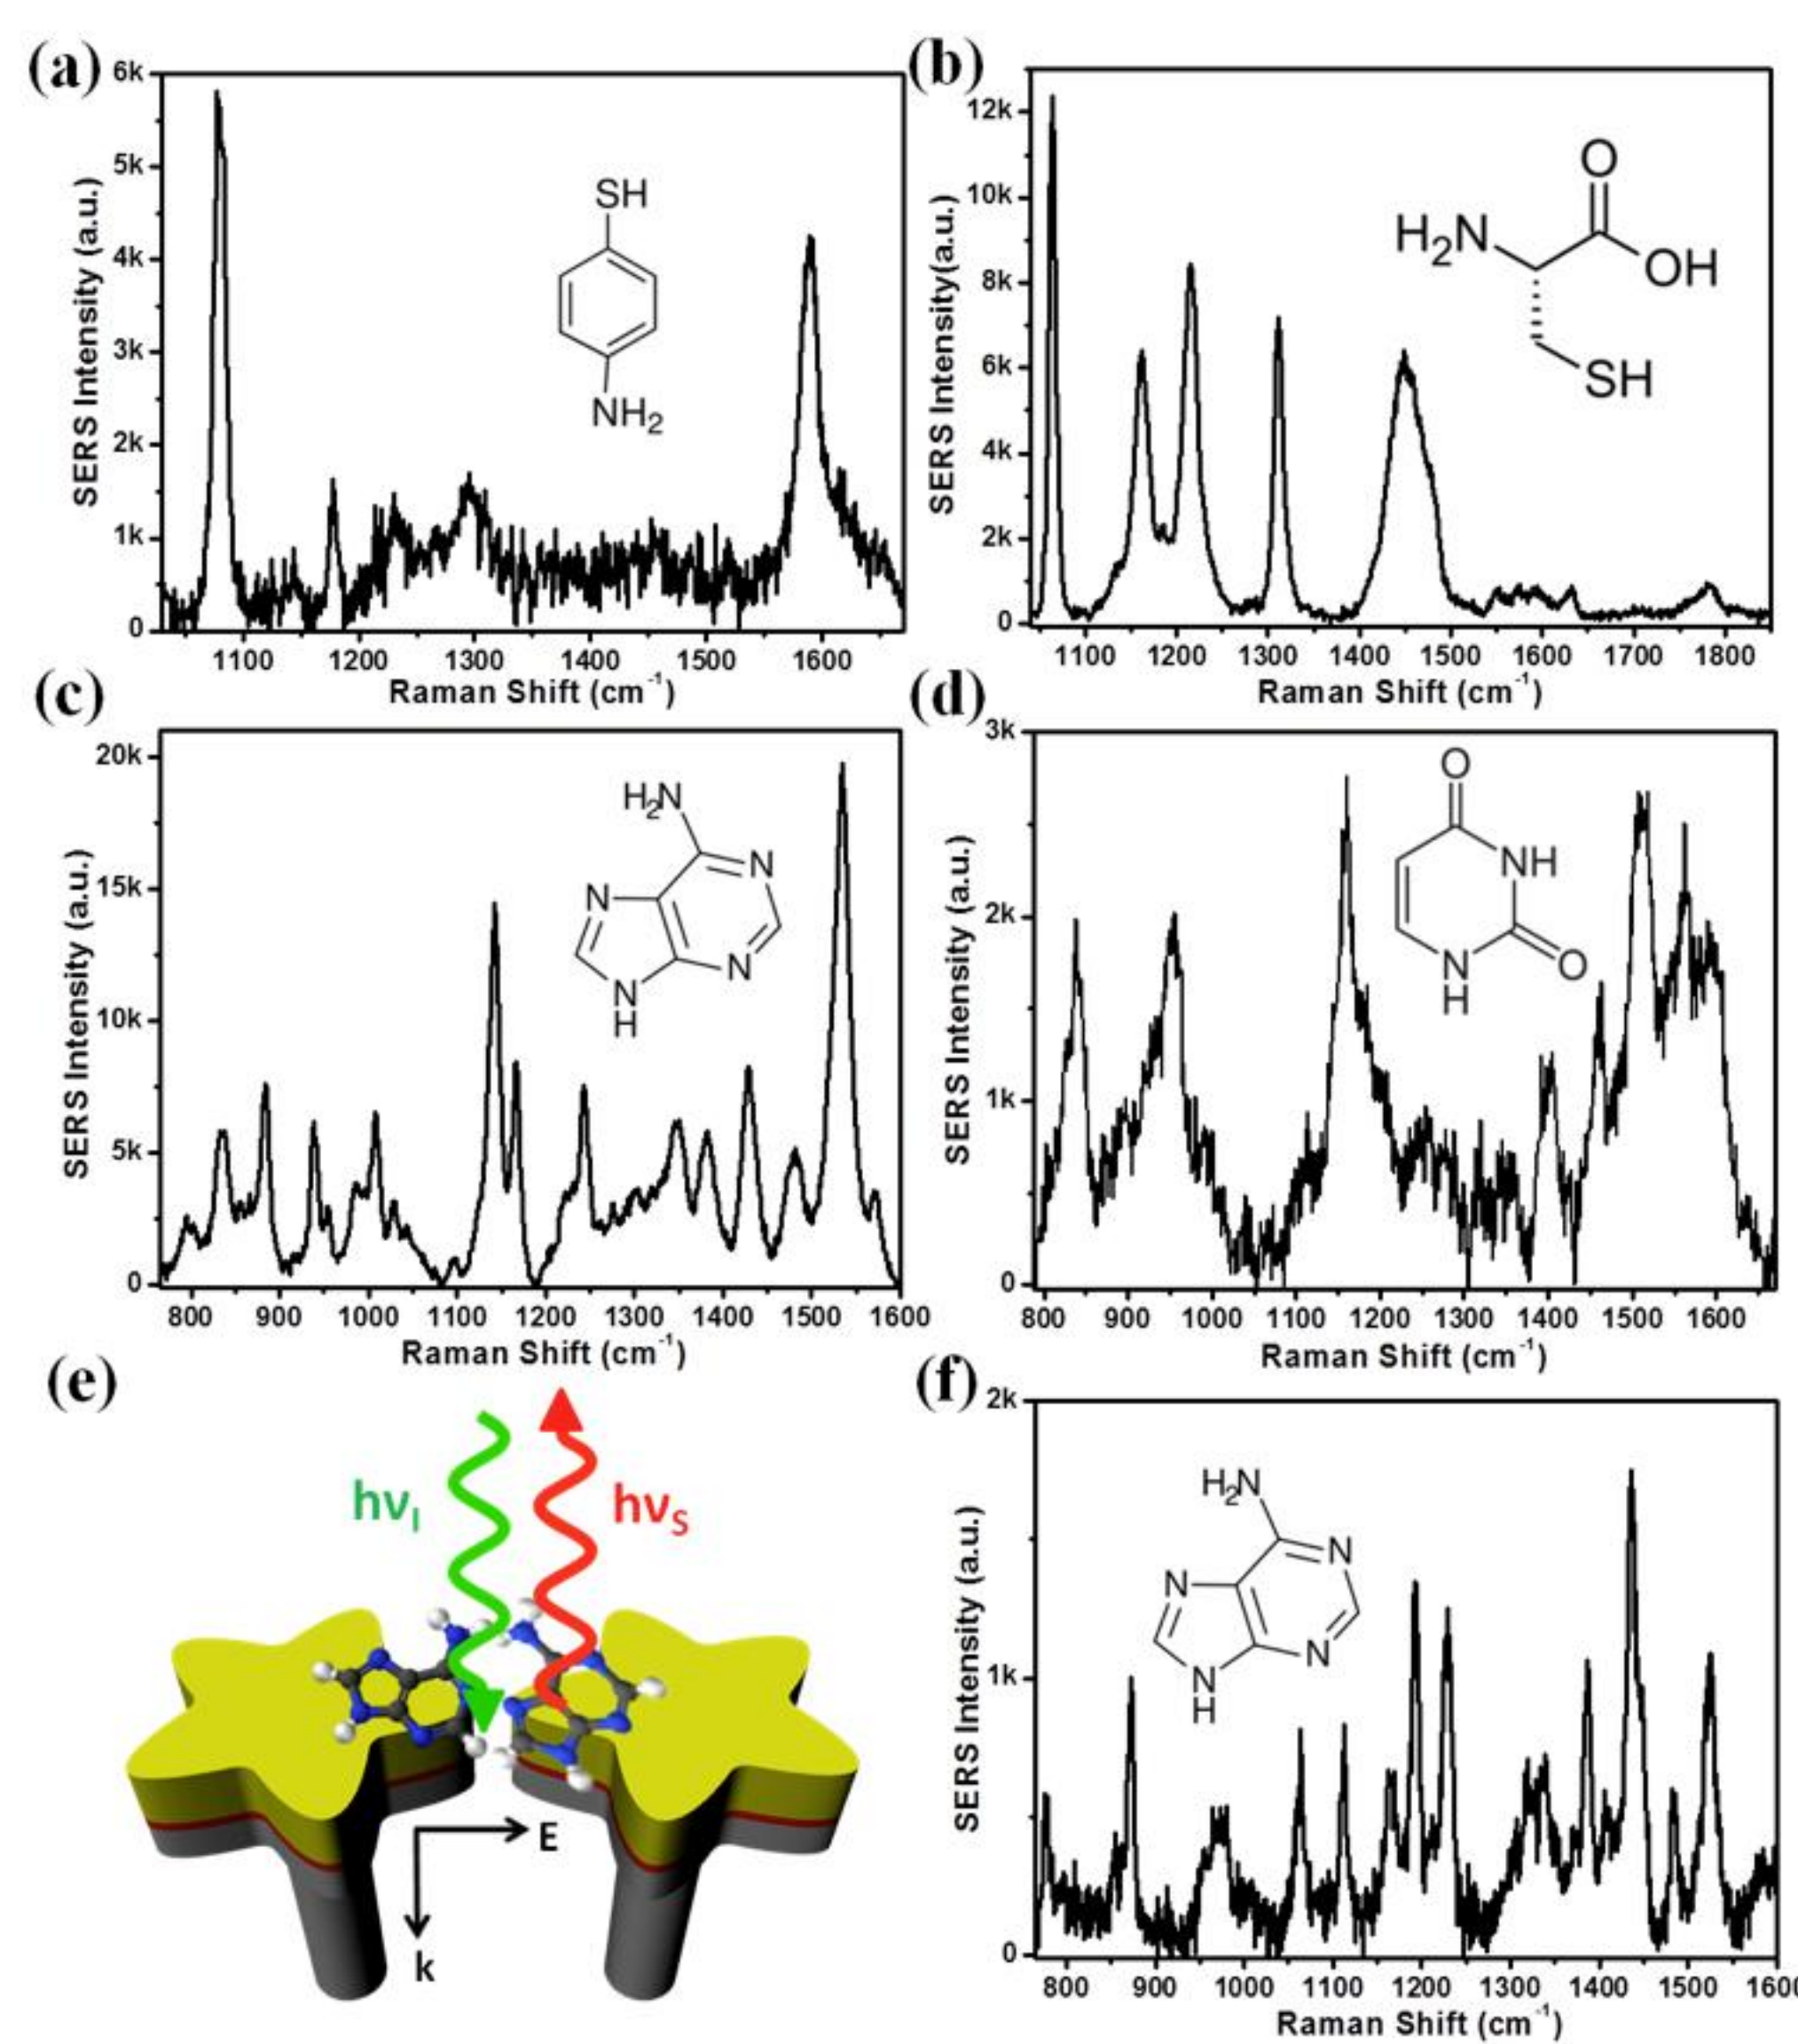 (a)
6k
5k
4k
3k
2k
1k
0
SERS Intensity (a.u.)
SH
NH2
1100 1200 1300 1400 1500 1600
Raman Shift (cm-1)
(b)
12k
10k
8k
6k
4k
2k
0
SERS Intensity(a.u.)
O
H2N
OH
SH
1100 1200 1300 1400 1500 1600 1700 1800
Raman Shift (cm-1)
(c)
20k
15k
10k
5k
0
SERS Intensity (a.u.)
H2N
N
N
N
N
H
800 900 1000 1100 1200 1300 1400 1500 1600
Raman Shift (cm-1)
(d)
3k
2k
1k
0
SERS Intensity (a.u.)
O
NH
N
H
O
800 900 1000 1100 1200 1300 1400 1500 1600
Raman Shift (cm-1)
(e)
hνI
hνS
E
k
(f)
2k
1k
0
SERS Intensity (a.u.)
H2N
N
N
N
N
H
800 900 1000 1100 1200 1300 1400 1500 160
Raman Shift (cm-1)